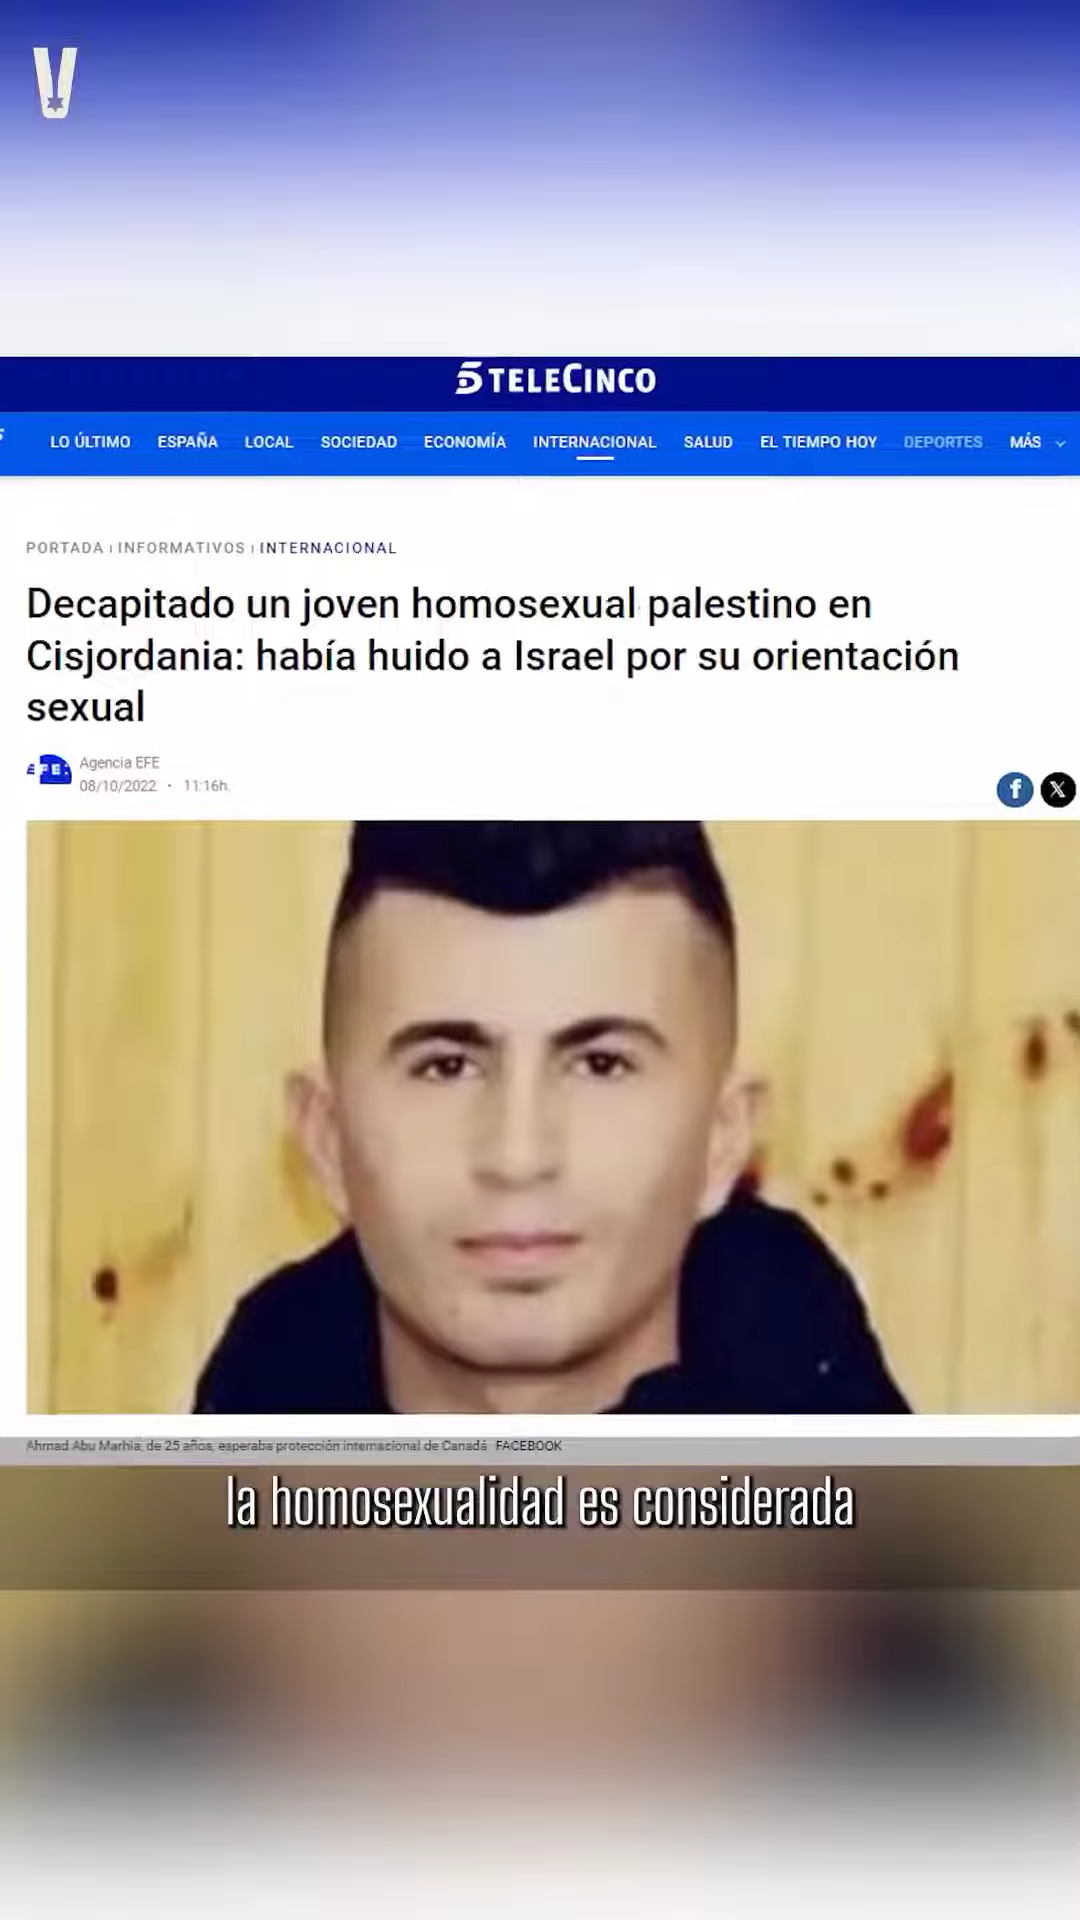 TELECINCO
LO ÚLTIMO ESPAÑA LOCAL SOCIEDAD ECONOMÍA INTERNACIONAL SALUD EL TIEMPO HOY DEPORTES MÁS
PORTADA | INFORMATIVOS | INTERNACIONAL
Decapitado un joven homosexual palestino en
Cisjordania: había huido a Israel por su orientación
sexual
EFE:
Agencia EFE
08/10/2022 · 11:16h.
Ahmad Abu Marhia, de 25 años, esperaba protección internacional de Canadá FACEBOOK
la homosexualidad es considerada